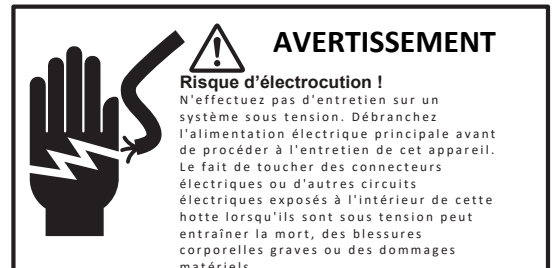 AVERTISSEMENT
Risque d’électrocution !
N'effectuez pas d'entretien sur un
système sous tension. Débranchez
l'alimentation électrique principale avant
de procéder à l'entretien de cet appareil.
Le fait de toucher des connecteurs
électriques ou d'autres circuits
électriques exposés à l'intérieur de cette
hotte lorsqu'ils sont sous tension peut
entraîner la mort, des blessures
corporelles graves ou des dommages
matériels